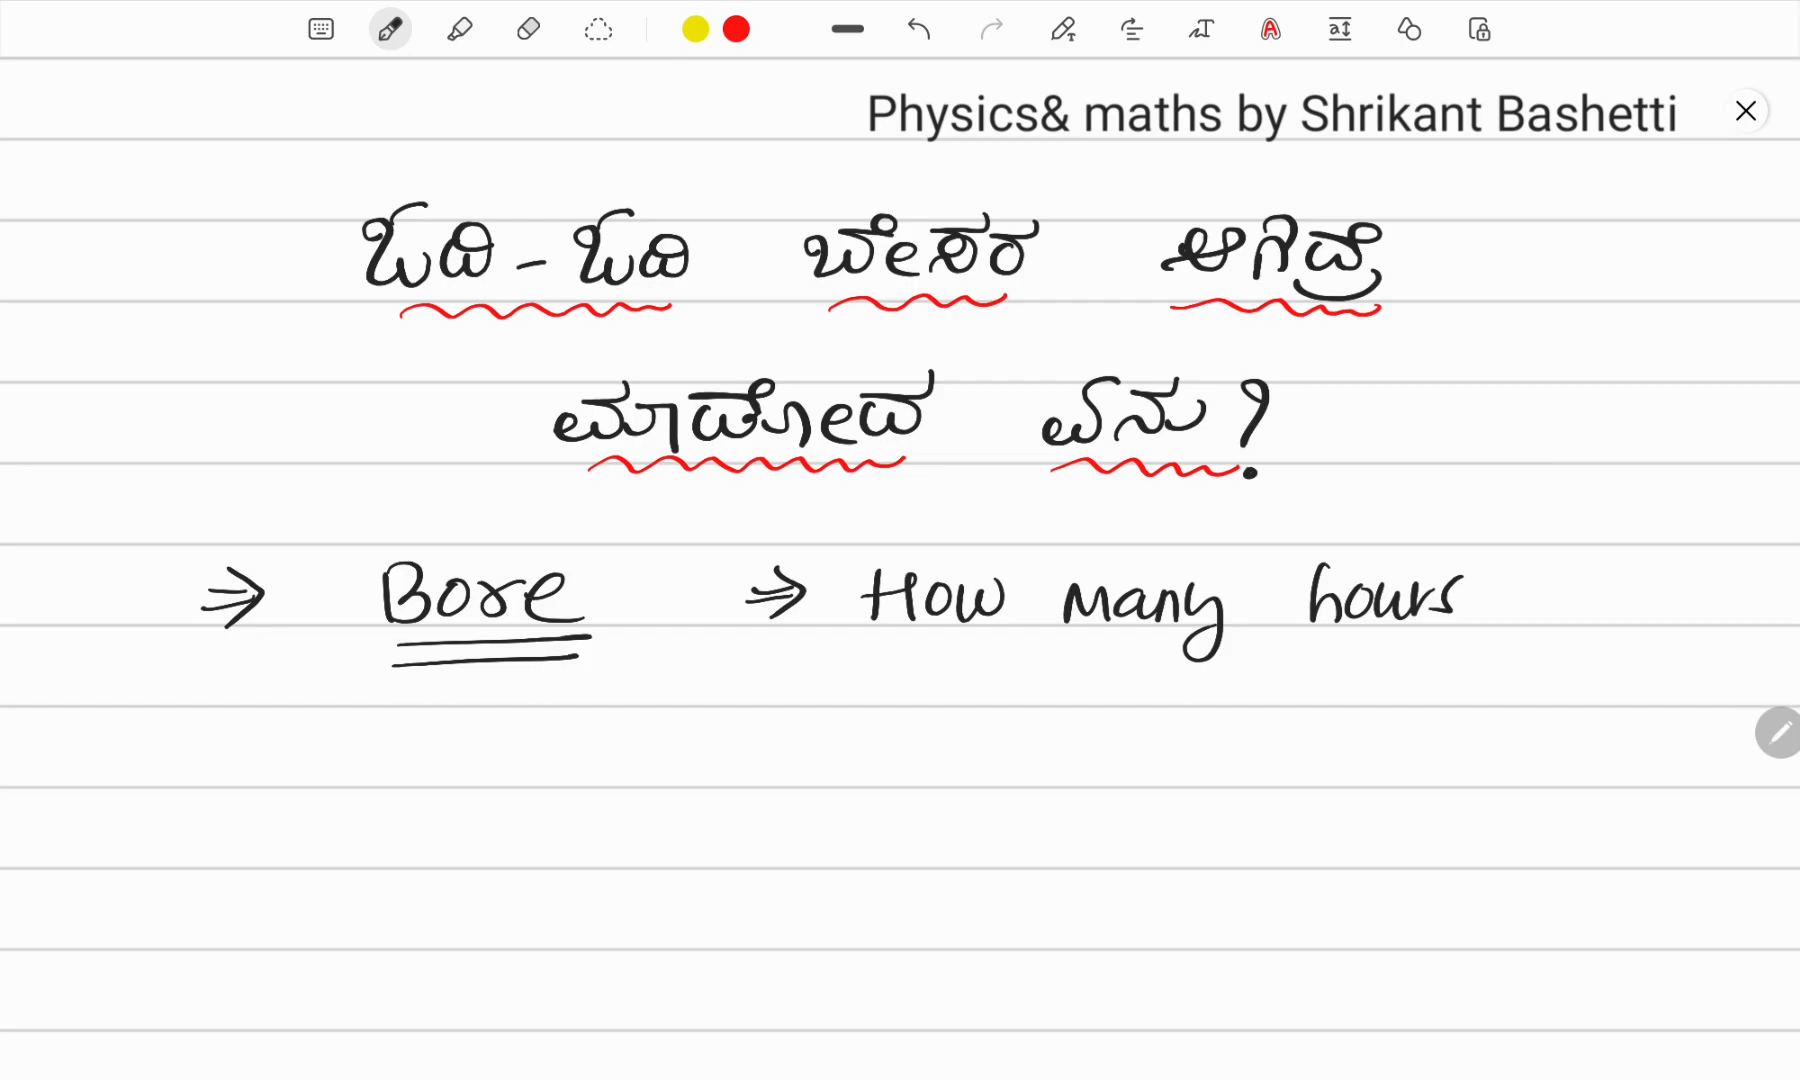 Physics& maths by Shrikant Bashetti
ಓದಿ - ಓದಿ ಬೇಸರ ಆಗಿದ್ರೆ
ಮಾಡೋದ ಏನು?
⇒ Bore ⇒ How many hours